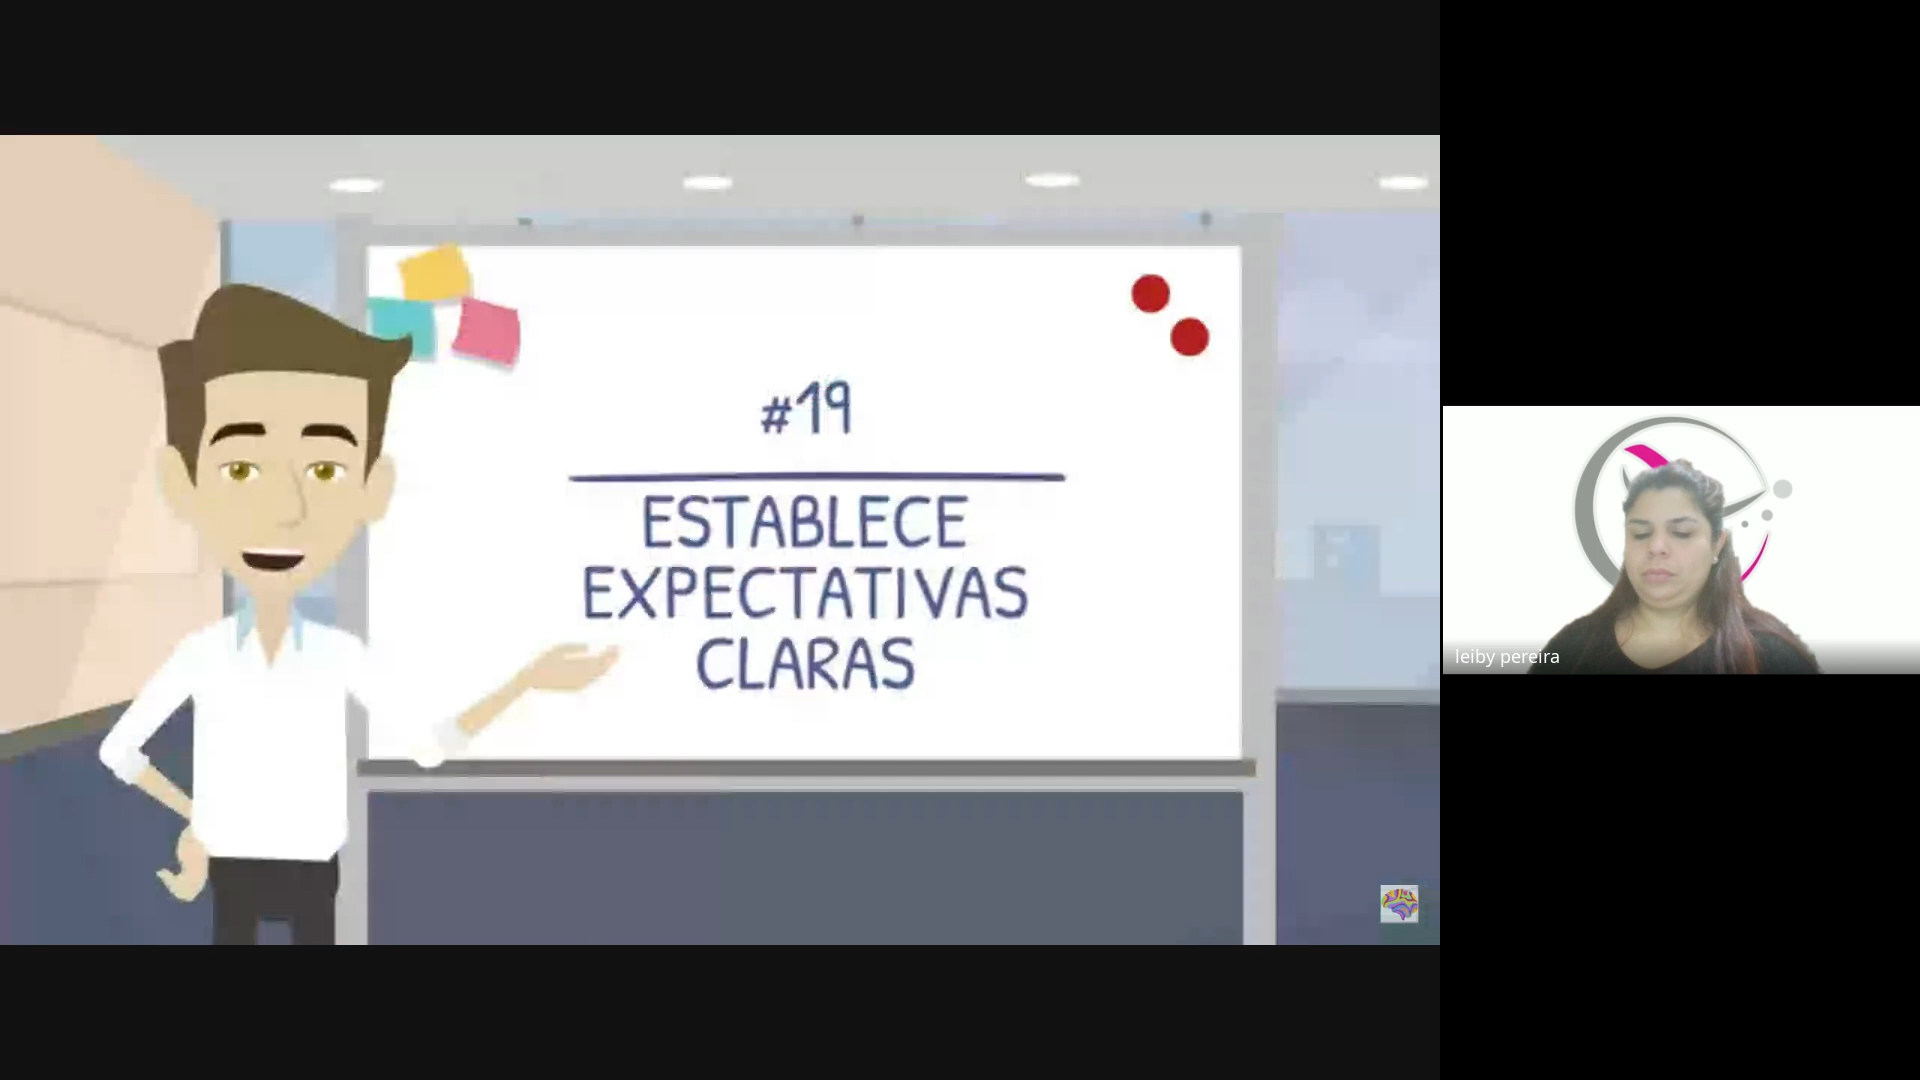 #19
ESTABLECE
EXPECTATIVAS
CLARAS
leiby pereira